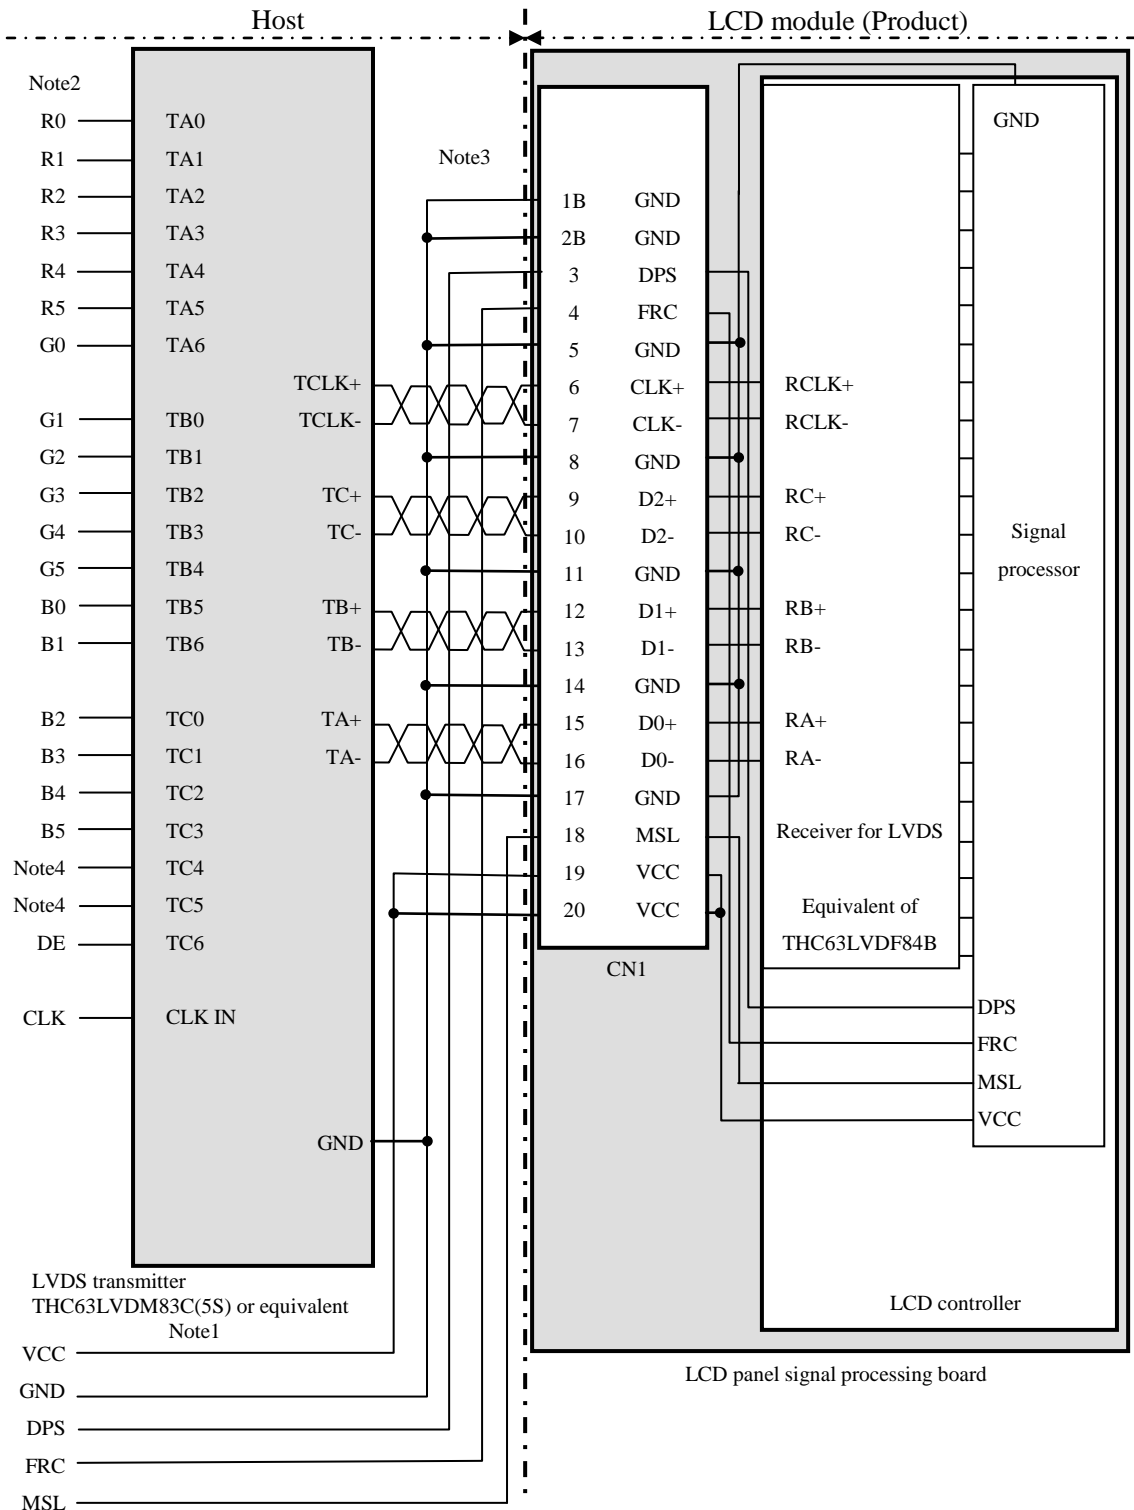 Host
LCD module (Product)
Note2
R0 TA0
R1 TA1
R2 TA2
R3 TA3
R4 TA4
R5 TA5
G0 TA6
TCLK+
G1 TB0 TCLK-
G2 TB1
G3 TB2 TC+
G4 TB3 TC-
G5 TB4
B0 TB5 TB+
B1 TB6 TB-
B2 TC0 TA+
B3 TC1 TA-
B4 TC2
B5 TC3
Note4 TC4
Note4 TC5
DE TC6
CLK CLK IN
GND
LVDS transmitter
THC63LVDM83C(5S) or equivalent
Note1
VCC
GND
DPS
FRC
MSL
Note3
1B GND
2B GND
3 DPS
4 FRC
5 GND
6 CLK+
7 CLK-
8 GND
9 D2+
10 D2-
11 GND
12 D1+
13 D1-
14 GND
15 D0+
16 D0-
17 GND
18 MSL
19 VCC
20 VCC
CN1
RCLK+
RCLK-
RC+
RC-
RB+
RB-
RA+
RA-
Receiver for LVDS
Equivalent of
THC63LVDF84B
GND
Signal
processor
DPS
FRC
MSL
VCC
LCD controller
LCD panel signal processing board